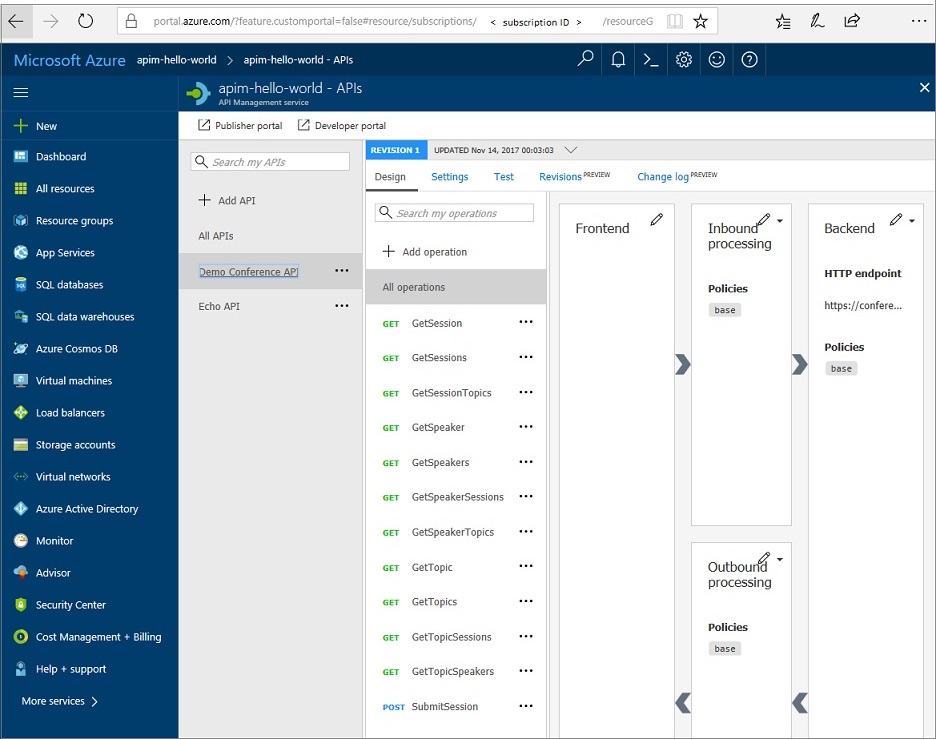 portal.azure.com/?feature.customportal=false#resource/subscriptions/ < subscription ID > /resourceG
Microsoft Azure apim-hello-world > apim-hello-world - APIs
apim-hello-world - APIs
API Management service
Publisher portal Developer portal
New
Dashboard
All resources
Resource groups
App Services
SQL databases
SQL data warehouses
Azure Cosmos DB
Virtual machines
Load balancers
Storage accounts
Virtual networks
Azure Active Directory
Monitor
Advisor
Security Center
Cost Management + Billing
Help + support
More services >
Search my APIs
Add API
All APIs
Demo Conference API
Echo API
REVISION 1 UPDATED Nov 14, 2017 00:03:03
Design Settings Test Revisions PREVIEW Change log PREVIEW
Search my operations
Add operation
All operations
GET GetSession
GET GetSessions
GET GetSessionTopics
GET GetSpeaker
GET GetSpeakers
GET GetSpeakerSessions
GET GetSpeakerTopics
GET GetTopic
GET GetTopics
GET GetTopicSessions
GET GetTopicSpeakers
POST SubmitSession
Frontend
Inbound
processing
Policies
base
Outbound
processing
Policies
base
Backend
HTTP endpoint
https://confere...
Policies
base